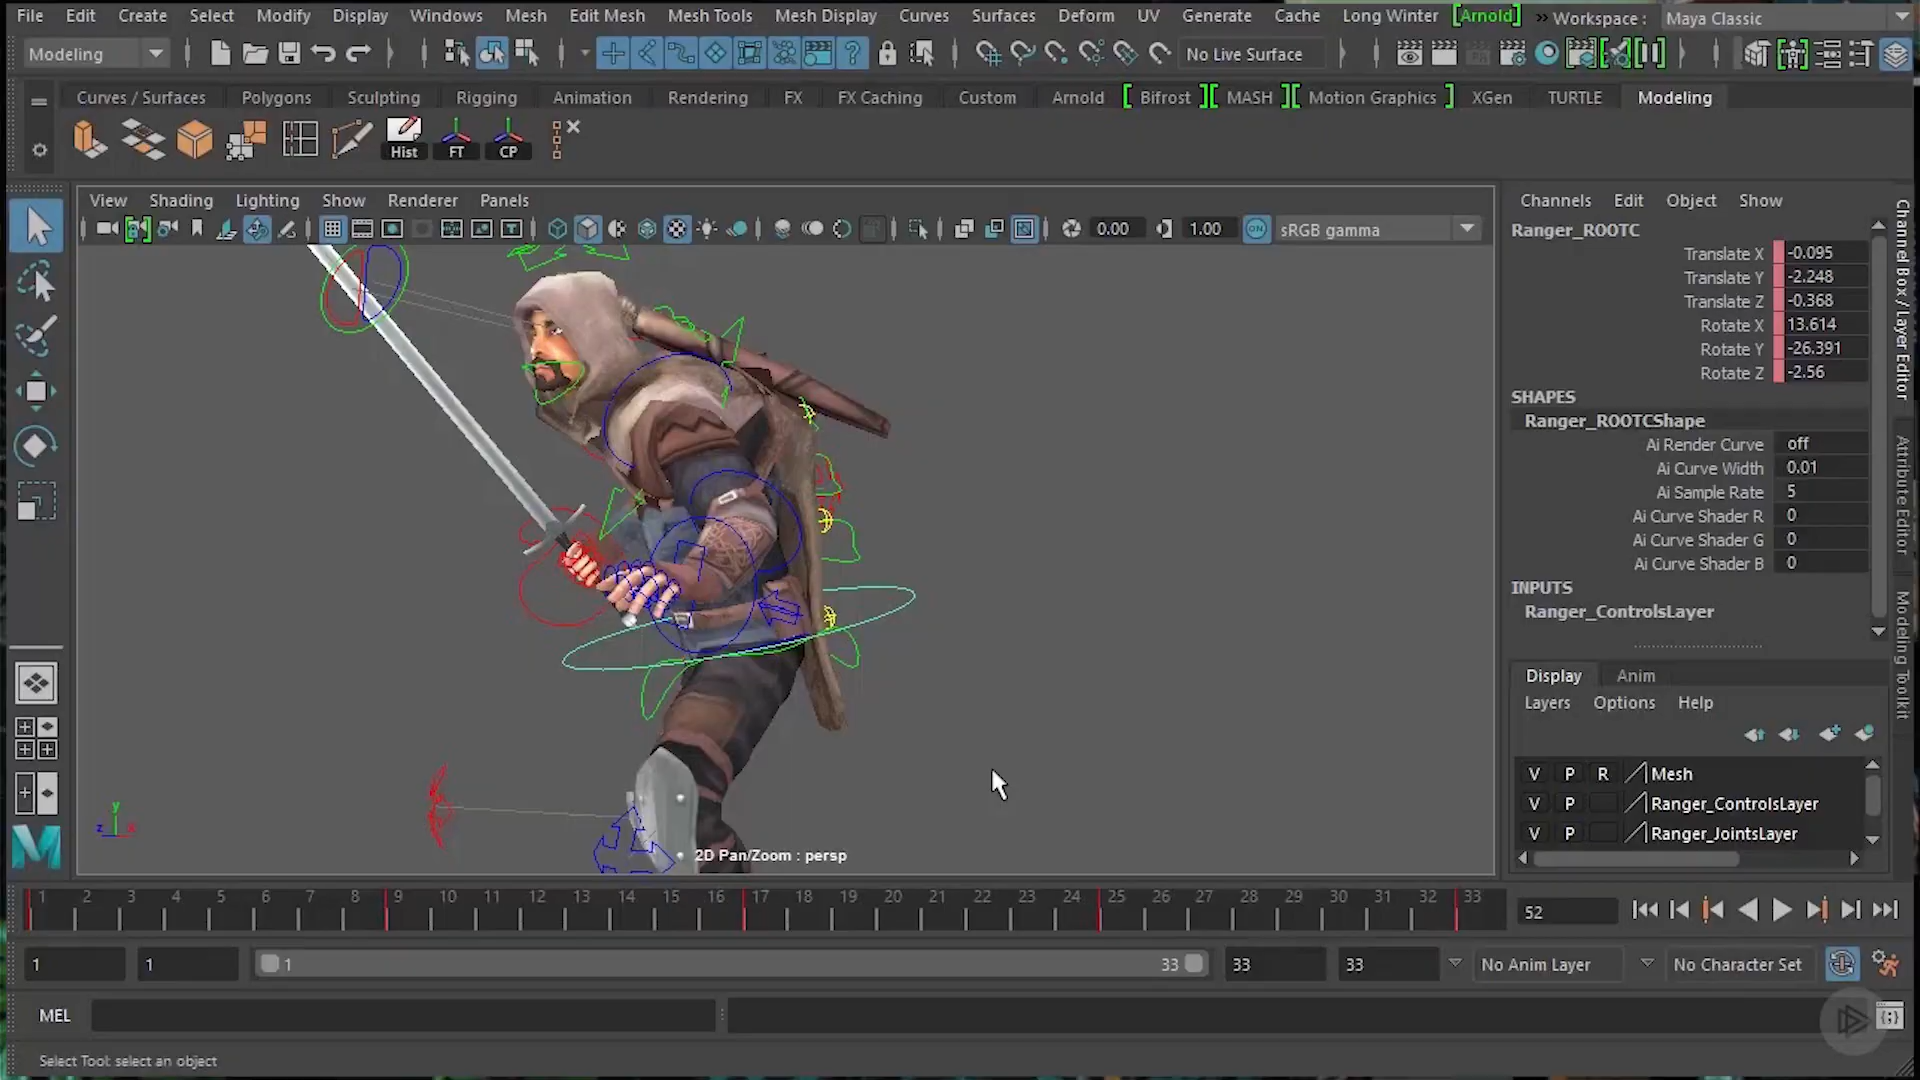 File Edit Create Select Modify Display Windows Mesh Edit Mesh Mesh Tools Mesh Display Curves Surfaces Deform UV Generate Cache Long Winter [Arnold] » Workspace : Maya Classic
Modeling No Live Surface
Curves / Surfaces Polygons Sculpting Rigging Animation Rendering FX FX Caching Custom Arnold Bifrost MASH Motion Graphics XGen TURTLE Modeling
Hist FT CP
View Shading Lighting Show Renderer Panels
0.00 1.00 ON sRGB gamma
2D Pan/Zoom : persp
y
z x
Channels Edit Object Show
Ranger_ROOTC
Translate X -0.095
Translate Y -2.248
Translate Z -0.368
Rotate X 13.614
Rotate Y -26.391
Rotate Z -2.56
SHAPES
Ranger_ROOTCShape
Ai Render Curve off
Ai Curve Width 0.01
Ai Sample Rate 5
Ai Curve Shader R 0
Ai Curve Shader G 0
Ai Curve Shader B 0
INPUTS
Ranger_ControlsLayer
Display Anim
Layers Options Help
V P R Mesh
V P Ranger_ControlsLayer
V P Ranger_JointsLayer
Channel Box / Layer Editor
Attribute Editor
Modeling Toolkit
1 2 3 4 5 6 7 8 9 10 11 12 13 14 15 16 17 18 19 20 21 22 23 24 25 26 27 28 29 30 31 32 33
52
1 1 1 33 33 33 No Anim Layer No Character Set
MEL
Select Tool: select an object